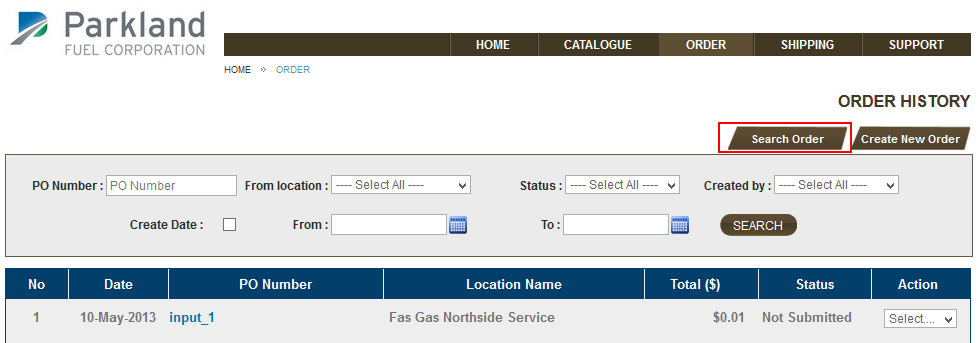 Parkland
FUEL CORPORATION
HOME CATALOGUE ORDER SHIPPING SUPPORT
HOME » ORDER
ORDER HISTORY
Search Order Create New Order
PO Number : PO Number From location : ---- Select All ---- Status : ---- Select All ---- Created by : ---- Select All ----
Create Date : From : To : SEARCH
No Date PO Number Location Name Total ($) Status Action
1 10-May-2013 input_1 Fas Gas Northside Service $0.01 Not Submitted Select....